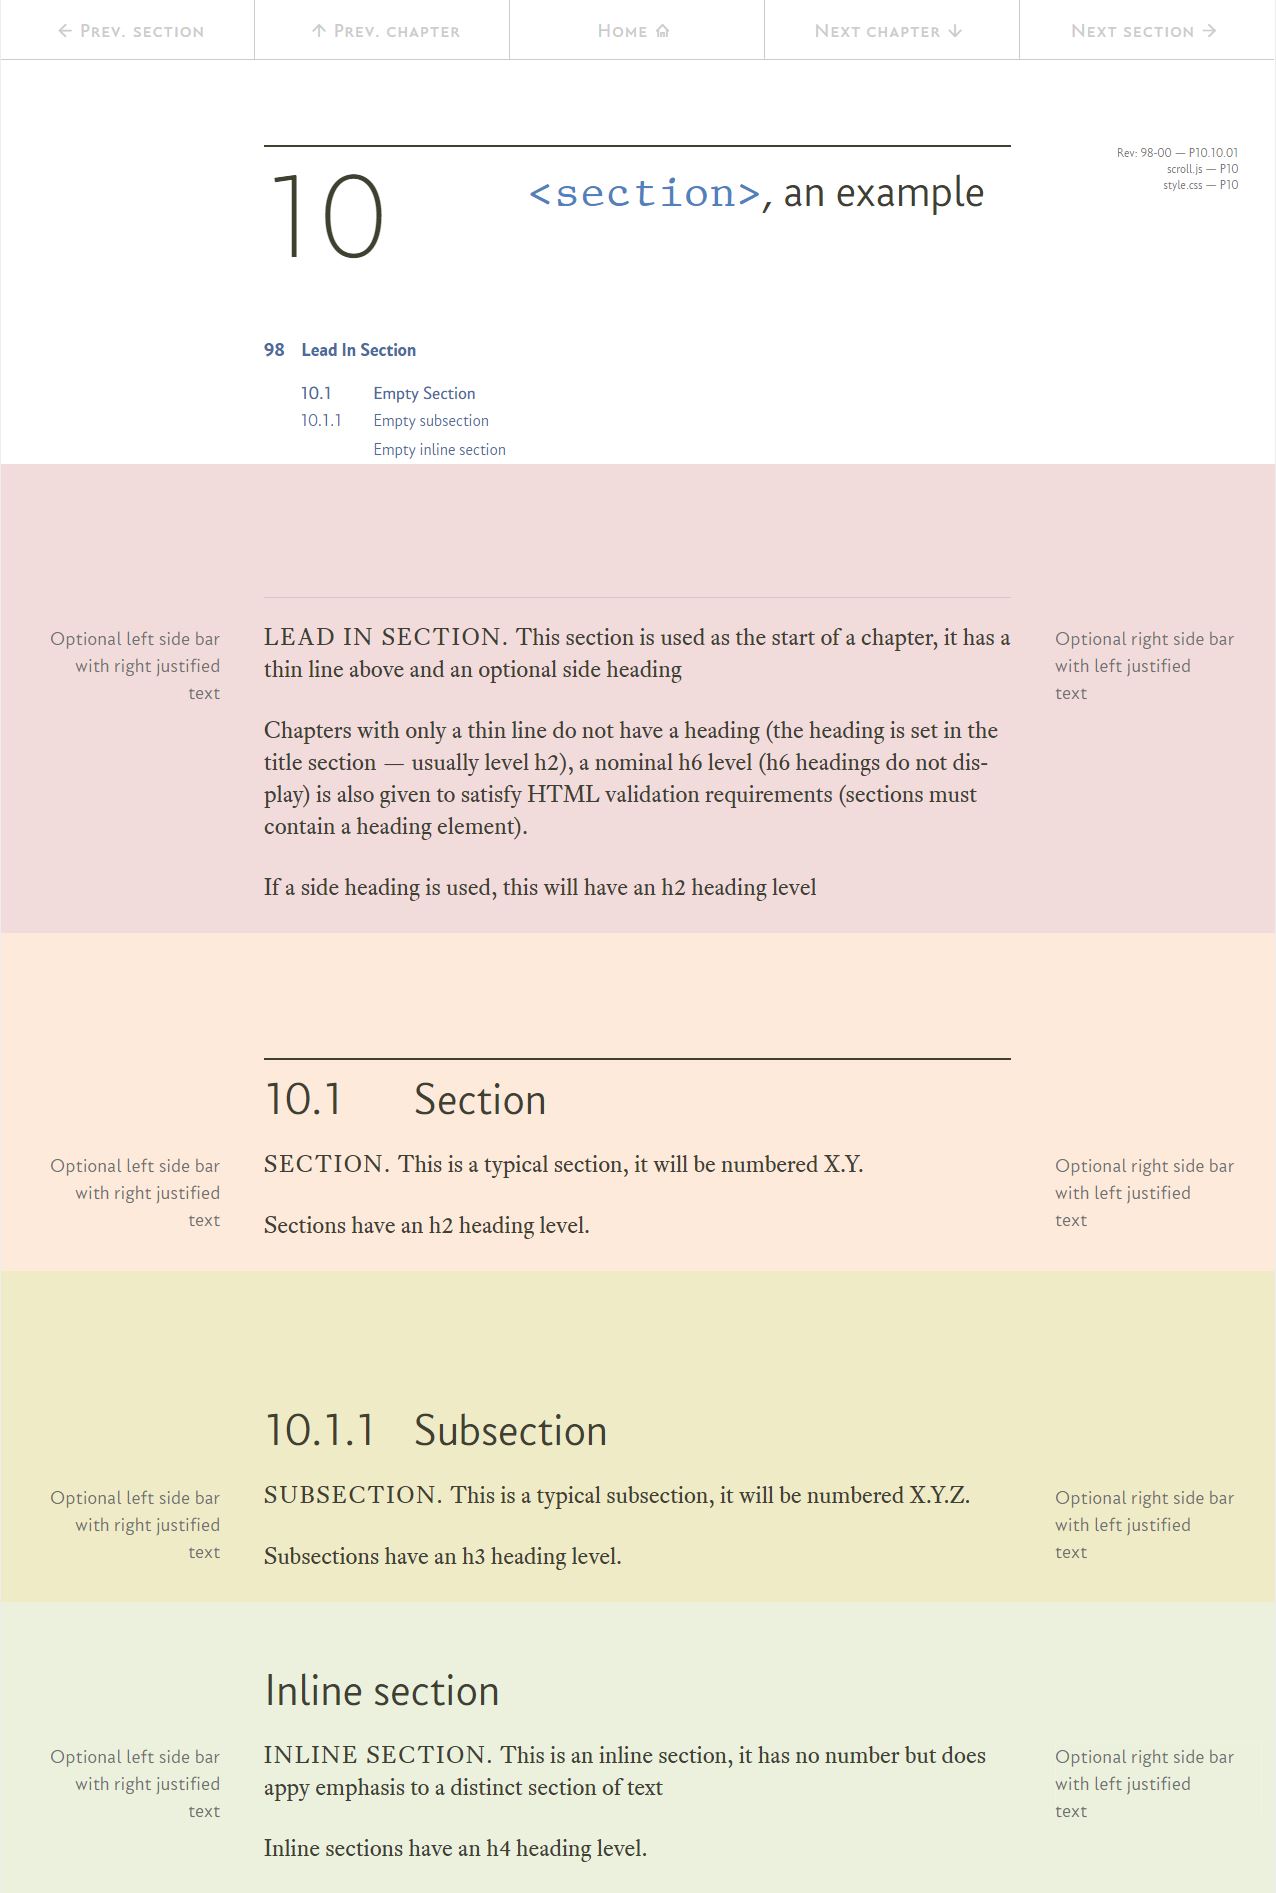 ← Prev. section
↑ Prev. chapter
Home
Next chapter ↓
Next section →
Rev: 98-00 — P10.10.01
scroll.js — P10
style.css — P10
10 <section>, an example
98 Lead In Section
10.1 Empty Section
10.1.1 Empty subsection
Empty inline section
Optional left side bar
with right justified
text
LEAD IN SECTION. This section is used as the start of a chapter, it has a
thin line above and an optional side heading
Chapters with only a thin line do not have a heading (the heading is set in the
title section — usually level h2), a nominal h6 level (h6 headings do not dis-
play) is also given to satisfy HTML validation requirements (sections must
contain a heading element).
If a side heading is used, this will have an h2 heading level
Optional right side bar
with left justified
text
10.1 Section
Optional left side bar
with right justified
text
SECTION. This is a typical section, it will be numbered X.Y.
Sections have an h2 heading level.
Optional right side bar
with left justified
text
10.1.1 Subsection
Optional left side bar
with right justified
text
SUBSECTION. This is a typical subsection, it will be numbered X.Y.Z.
Subsections have an h3 heading level.
Optional right side bar
with left justified
text
Inline section
Optional left side bar
with right justified
text
INLINE SECTION. This is an inline section, it has no number but does
appy emphasis to a distinct section of text
Inline sections have an h4 heading level.
Optional right side bar
with left justified
text